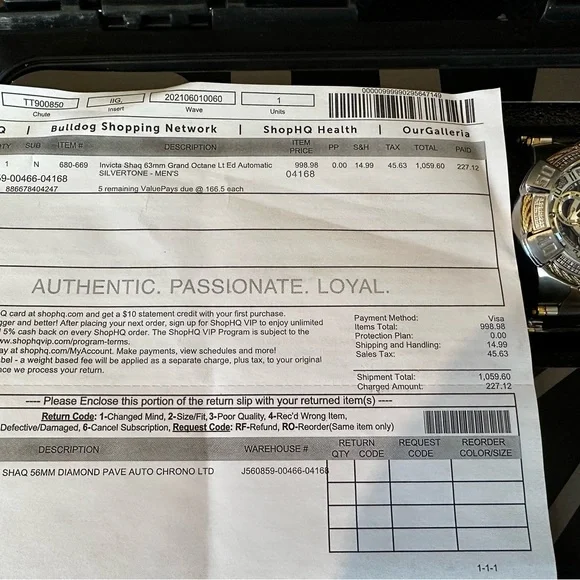 TT900850 IIG. 202106010060 1
Chute Insert Wave Units
00000999990295647149
Q | Bulldog Shopping Network | ShopHQ Health | OurGalleria
QTY SUB ITEM # DESCRIPTION ITEM PRICE PP S&H TAX TOTAL PAID
1 N 680-669 Invicta Shaq 63mm Grand Octane Lt Ed Automatic 998.98 0.00 14.99 45.63 1,059.60 227.12
SILVERTONE - MEN'S 04168
59-00466-04168
886678404247 5 remaining ValuePays due @ 166.5 each
AUTHENTIC. PASSIONATE. LOYAL.
Q card at shophq.com and get a $10 statement credit with your first purchase.
gger and better! After placing your next order, sign up for ShopHQ VIP to enjoy unlimited
5% cash back on every ShopHQ order. The ShopHQ VIP Program is subject to the
ww.shophqvip.com/program-terms.
ay at shophq.com/MyAccount. Make payments, view schedules and more!
abel - a weight based fee will be applied as a separate charge, plus tax, to your original
ce we process your return.
Payment Method: Visa
Items Total: 998.98
Protection Plan: 0.00
Shipping and Handling: 14.99
Sales Tax: 45.63
Shipment Total: 1,059.60
Charged Amount: 227.12
---- Please Enclose this portion of the return slip with your returned item(s) ----
Return Code: 1-Changed Mind, 2-Size/Fit, 3-Poor Quality, 4-Rec'd Wrong Item,
Defective/Damaged, 6-Cancel Subscription, Request Code: RF-Refund, RO-Reorder(Same item only)
DESCRIPTION WAREHOUSE # RETURN QTY CODE REQUEST CODE REORDER COLOR/SIZE
SHAQ 56MM DIAMOND PAVE AUTO CHRONO LTD J560859-00466-04168
1-1-1